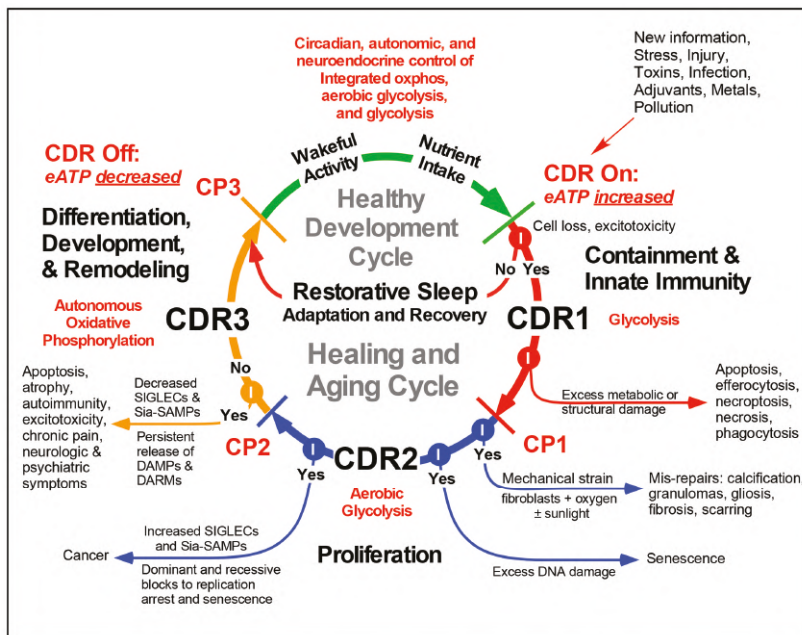 Circadian, autonomic, and
neuroendocrine control of
Integrated oxphos,
aerobic glycolysis,
and glycolysis
New information,
Stress, Injury,
Toxins, Infection,
Adjuvants, Metals,
Pollution
CDR Off:
eATP decreased
CP3
Wakeful
Activity
Nutrient
Intake
CDR On:
eATP increased
Healthy
Development
Cycle
Cell loss, excitotoxicity
I
No
Yes
Differentiation,
Development,
& Remodeling
Containment &
Innate Immunity
Restorative Sleep
Adaptation and Recovery
Autonomous
Oxidative
Phosphorylation
CDR3
CDR1
Glycolysis
Healing and
Aging Cycle
No
I
Yes
Apoptosis,
atrophy,
autoimmunity,
excitotoxicity,
chronic pain,
neurologic &
psychiatric
symptoms
Decreased
SIGLECs &
Sia-SAMPs
Persistent
release of
DAMPs &
DARMs
I
Excess metabolic or
structural damage
Apoptosis,
efferocytosis,
necroptosis,
necrosis,
phagocytosis
CP2
CP1
I
Yes
CDR2
I
Yes
I
Yes
Aerobic
Glycolysis
Mechanical strain
fibroblasts + oxygen
± sunlight
Mis-repairs: calcification,
granulomas, gliosis,
fibrosis, scarring
Proliferation
Cancer
Increased SIGLECs
and Sia-SAMPs
Dominant and recessive
blocks to replication
arrest and senescence
Excess DNA damage
Senescence